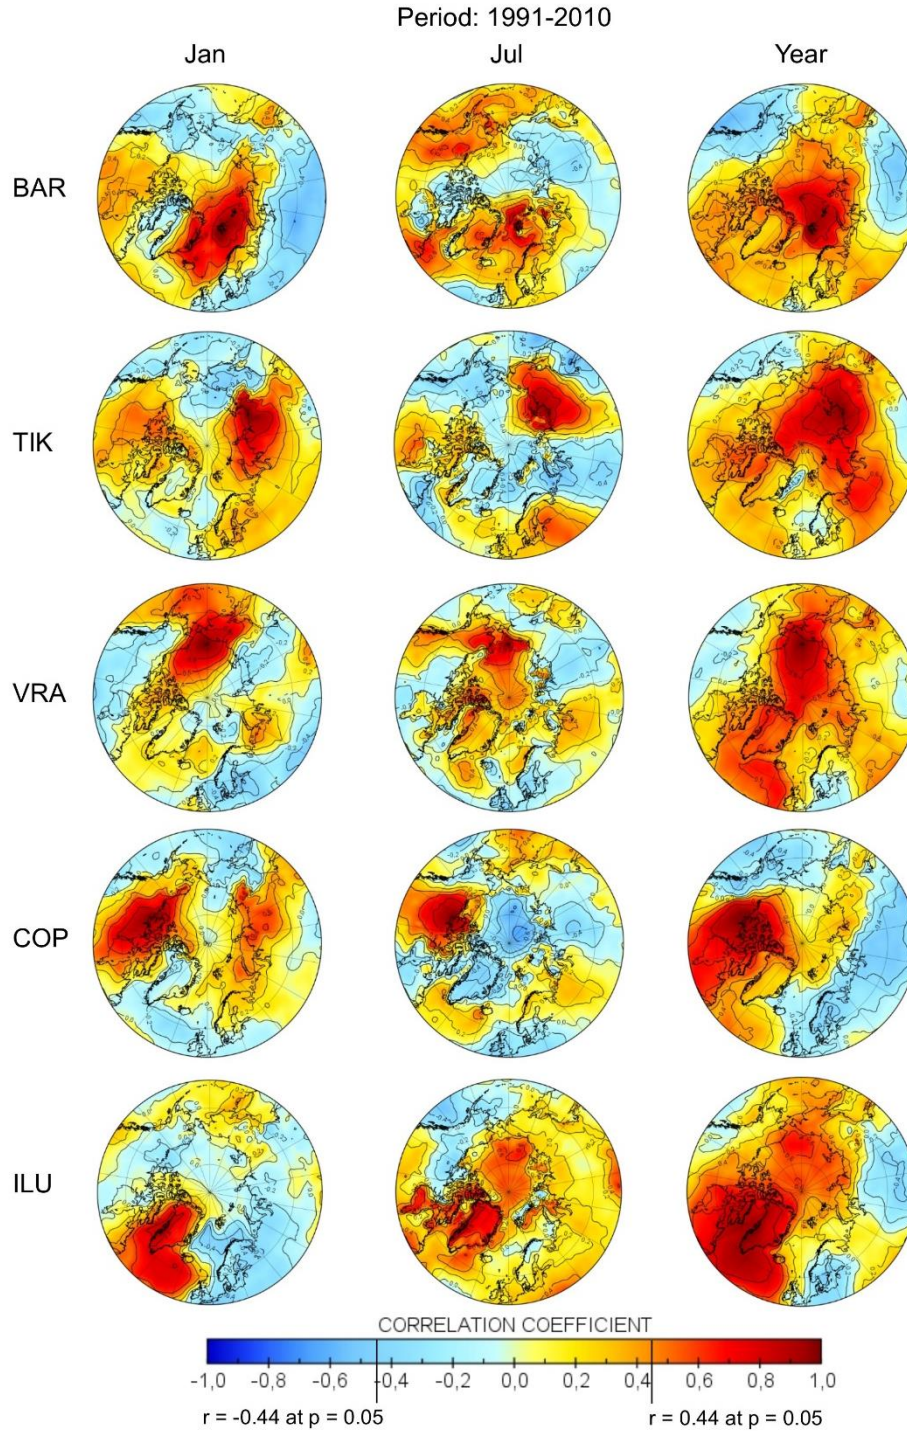 Period: 1991-2010
Jan Jul Year
BAR
TIK
VRA
COP
ILU
CORRELATION COEFFICIENT
-1,0 -0,8 -0,6 -0,4 -0,2 0,0 0,2 0,4 0,6 0,8 1,0
r = -0.44 at p = 0.05 r = 0.44 at p = 0.05